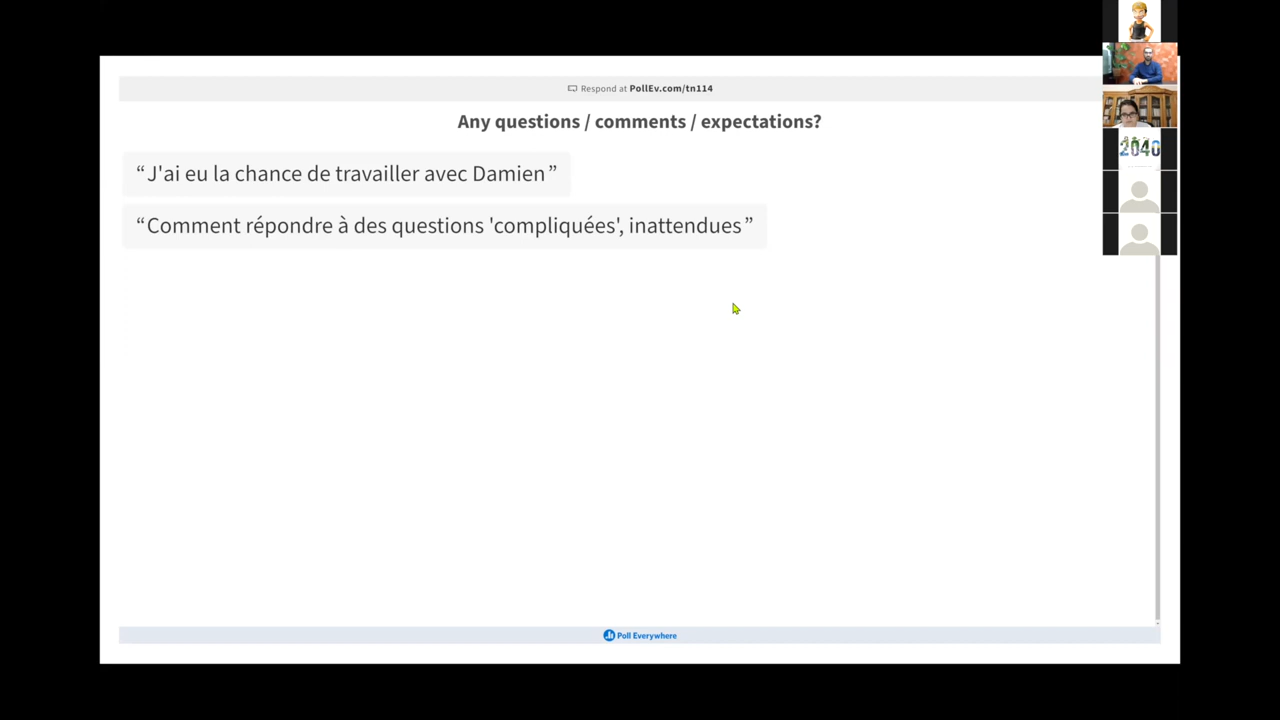 Respond at PollEv.com/tn114
Any questions / comments / expectations?
“J'ai eu la chance de travailler avec Damien”
“Comment répondre à des questions 'compliquées', inattendues”
2040
Poll Everywhere